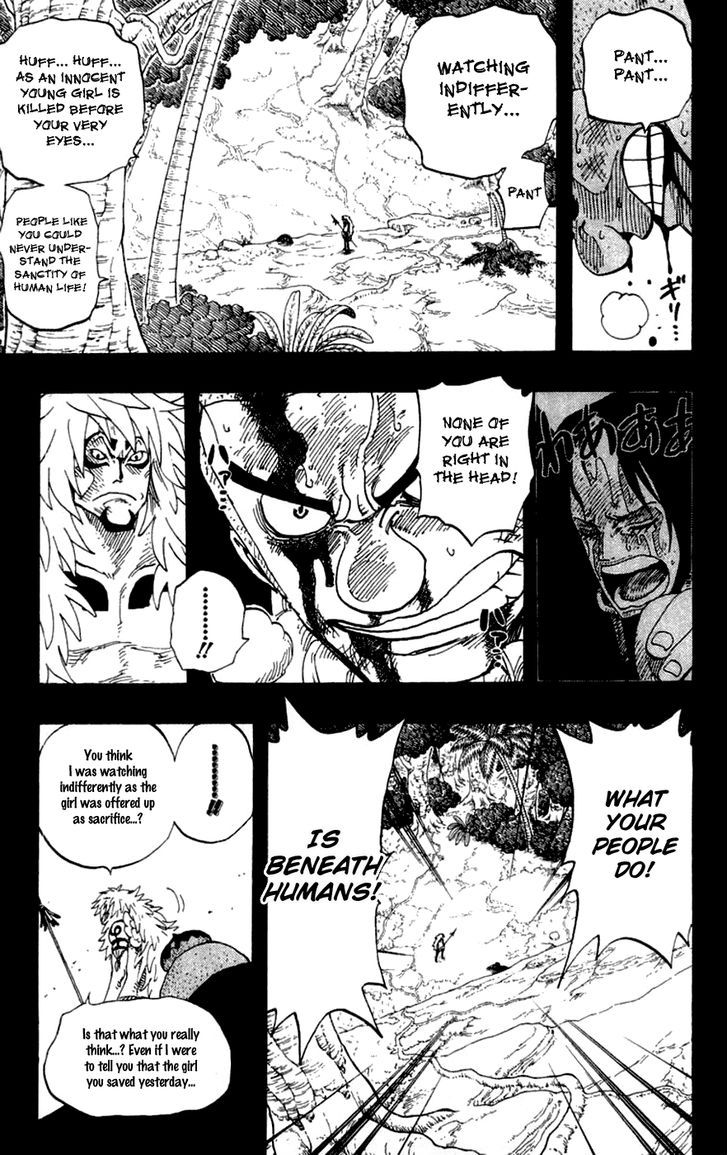 PANT...
PANT...
ギリ...
WATCHING
INDIFFER-
ENTLY...
PANT
HUFF... HUFF...
AS AN INNOCENT
YOUNG GIRL IS
KILLED BEFORE
YOUR VERY
EYES...
PEOPLE LIKE
YOU COULD
NEVER UNDER-
STAND THE
SANCTITY OF
HUMAN LIFE!
わあああ
NONE OF
YOU ARE
RIGHT IN
THE HEAD!
ハァ...
ハァ...
........!!
WHAT
YOUR
PEOPLE
DO!
IS
BENEATH
HUMANS!
........!!
You think
I was watching
indifferently as the
girl was offered up
as sacrifice...?
Is that what you really
think...? Even if I were
to tell you that the girl
you saved yesterday...